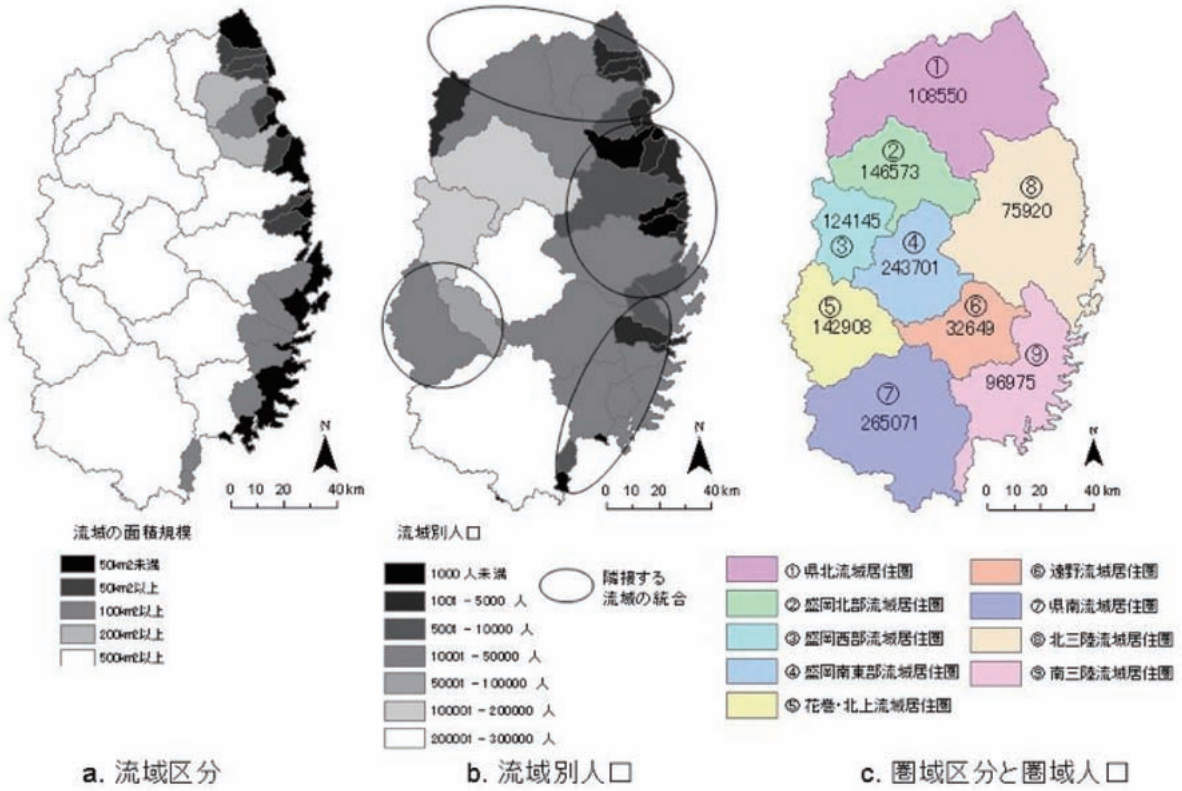 N
0 10 20 40km
流域の面積規模
50km2未満
50km2以上
100km2以上
200km2以上
500km2以上
a. 流域区分
N
0 10 20 40km
流域別人口
1000人未満
1001-5000 人
5001-10000 人
10001-50000 人
50001-100000 人
100001-200000 人
200001-300000 人
隣接する
流域の統合
b. 流域別人口
①
108550
②
146573
⑧
75920
124145
③
④
243701
⑤
142908
⑥
32649
⑨
96975
⑦
265071
N
0 10 20 40km
①県北流域居住圏
②盛岡北部流域居住圏
③盛岡西部流域居住圏
④盛岡南東部流域居住圏
⑤花巻・北上流域居住圏
⑥遠野流域居住圏
⑦県南流域居住圏
⑧北三陸流域居住圏
⑨南三陸流域居住圏
c. 圏域区分と圏域人口